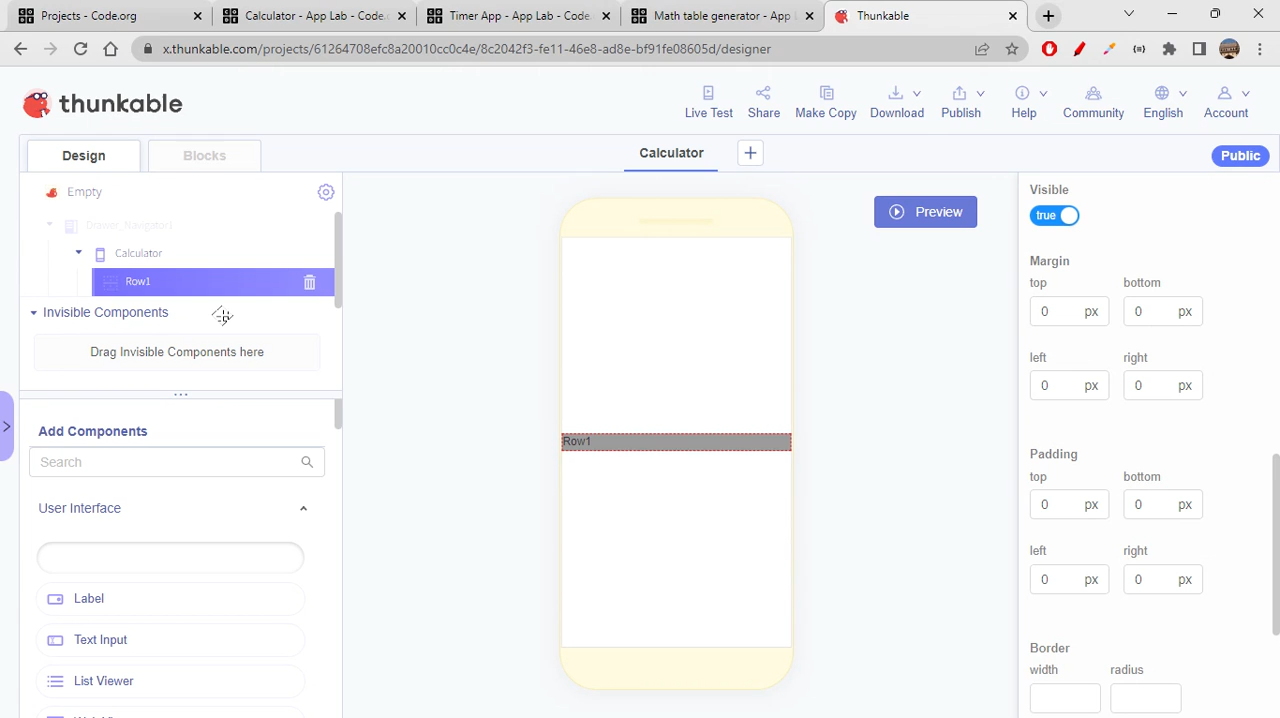 Projects - Code.org
Calculator - App Lab - Code.
Timer App - App Lab - Code.
Math table generator - App L
Thunkable
x.thunkable.com/projects/61264708efc8a20010cc0c4e/8c2042f3-fe11-46e8-ad8e-bf91fe08605d/designer
thunkable
Live Test
Share
Make Copy
Download
Publish
Help
Community
English
Account
Design
Blocks
Calculator
Public
Empty
Drawer_Navigator1
Calculator
Row1
Invisible Components
Drag Invisible Components here
Add Components
Search
User Interface
Label
Text Input
List Viewer
Preview
Row1
Visible
true
Margin
top bottom
0 px 0 px
left right
0 px 0 px
Padding
top bottom
0 px 0 px
left right
0 px 0 px
Border
width radius